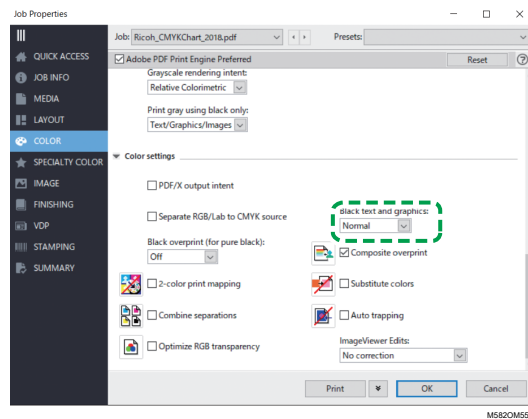 Job Properties
Job: Ricoh_CMYKChart_2018.pdf
Presets:
QUICK ACCESS
JOB INFO
MEDIA
LAYOUT
COLOR
SPECIALTY COLOR
IMAGE
FINISHING
VDP
STAMPING
SUMMARY
Adobe PDF Print Engine Preferred
Reset
Grayscale rendering intent:
Relative Colorimetric
Print gray using black only:
Text/Graphics/Images
Color settings
PDF/X output intent
Separate RGB/Lab to CMYK source
Black text and graphics:
Normal
Black overprint (for pure black):
Off
Composite overprint
2-color print mapping
Substitute colors
Combine separations
Auto trapping
Optimize RGB transparency
ImageViewer Edits:
No correction
Print
OK
Cancel
M582OM55